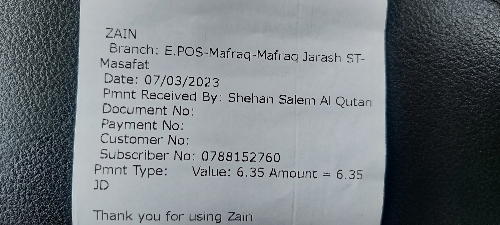 ZAIN
Branch: E.POS-Mafraq-Mafraq Jarash ST-
Masafat
Date: 07/03/2023
Pmnt Received By: Shehan Salem Al Qutan
Document No:
Payment No:
Customer No:
Subscriber No: 0788152760
Pmnt Type: Value: 6.35 Amount = 6.35
JD
Thank you for using Zain